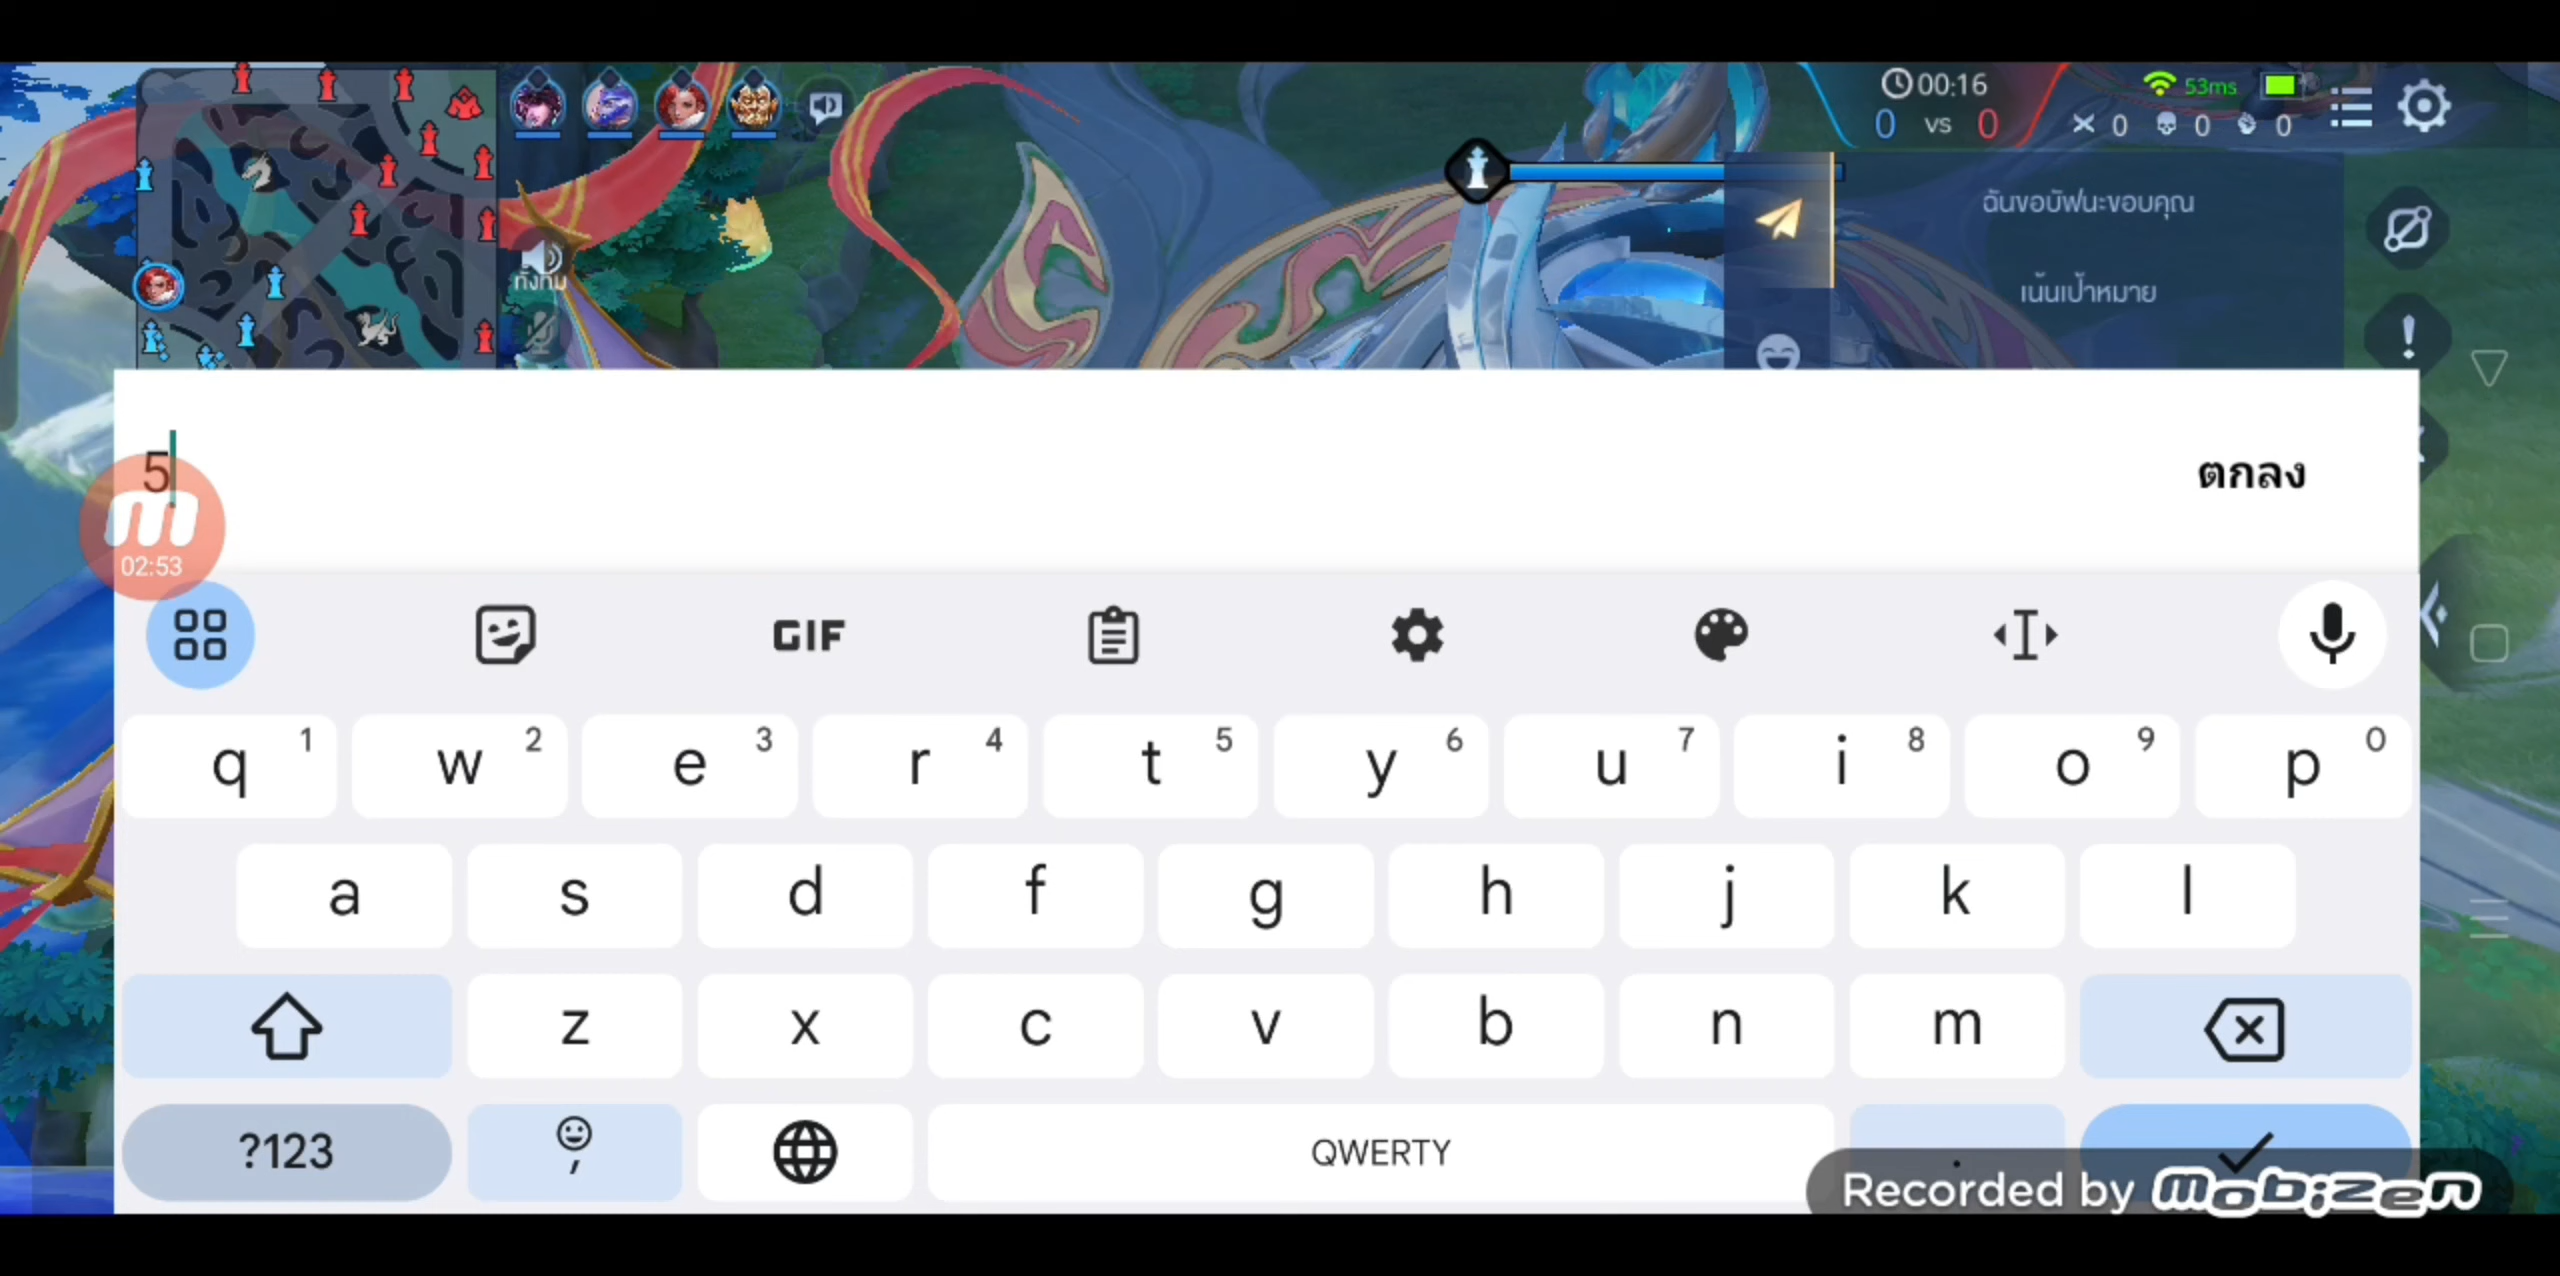 00:16
53ms
0 vs 0
0 0 0
ฉันขอบัฟนะขอบคุณ
ทั้งทีม
เน้นเป้าหมาย
5
ตกลง
02:53
GIF
q 1 w 2 e 3 r 4 t 5 y 6 u 7 i 8 o 9 p 0
a s d f g h j k l
z x c v b n m
?123 , QWERTY .
Recorded by mobizen